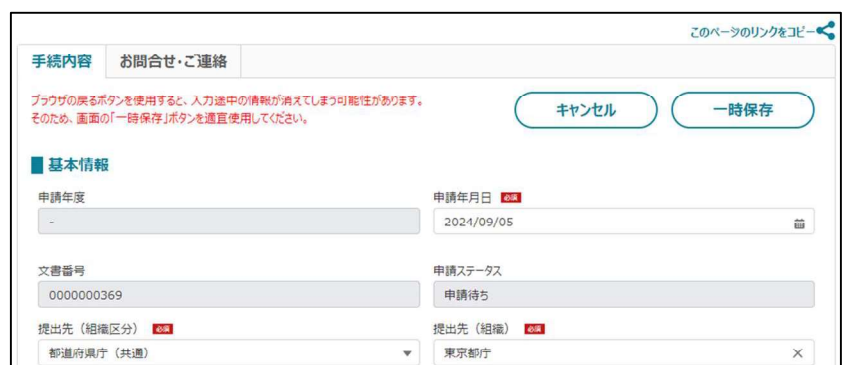 このページのリンクをコピー
手続内容 お問合せ・ご連絡
ブラウザの戻るボタンを使用すると、入力途中の情報が消えてしまう可能性があります。
そのため、画面の「一時保存」ボタンを適宜使用してください。
キャンセル 一時保存
基本情報
申請年度
-
申請年月日 必須
2024/09/05
文書番号
0000000369
申請ステータス
申請待ち
提出先（組織区分） 必須
都道府県庁（共通）
提出先（組織） 必須
東京都庁